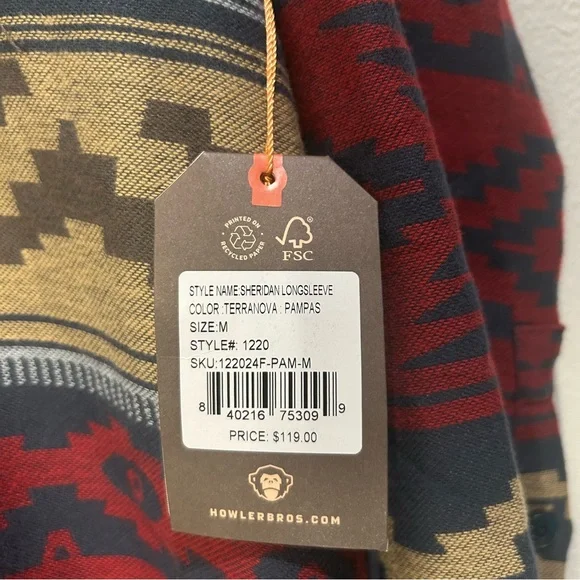 PRINTED ON
RECYCLED PAPER
FSC
®
STYLE NAME:SHERIDAN LONGSLEEVE
COLOR :TERRANOVA : PAMPAS
SIZE:M
STYLE#: 1220
SKU:122024F-PAM-M
8 40216 75309 9
PRICE: $119.00
HOWLERBROS.COM